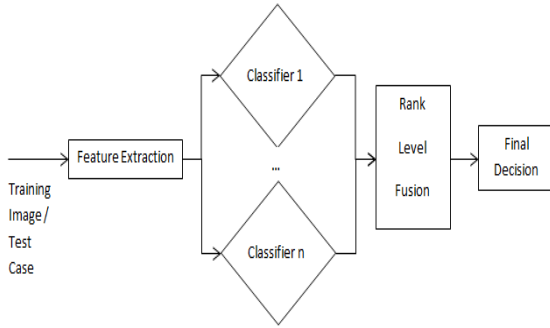 Training
Image /
Test
Case
Feature Extraction
Classifier 1
...
Classifier n
Rank
Level
Fusion
Final
Decision